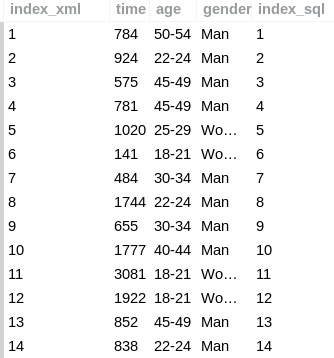 index_xml time age gender index_sql
1 784 50-54 Man 1
2 924 22-24 Man 2
3 575 45-49 Man 3
4 781 45-49 Man 4
5 1020 25-29 Wo... 5
6 141 18-21 Wo... 6
7 484 30-34 Man 7
8 1744 22-24 Man 8
9 655 30-34 Man 9
10 1777 40-44 Man 10
11 3081 18-21 Wo... 11
12 1922 18-21 Wo... 12
13 852 45-49 Man 13
14 838 22-24 Man 14